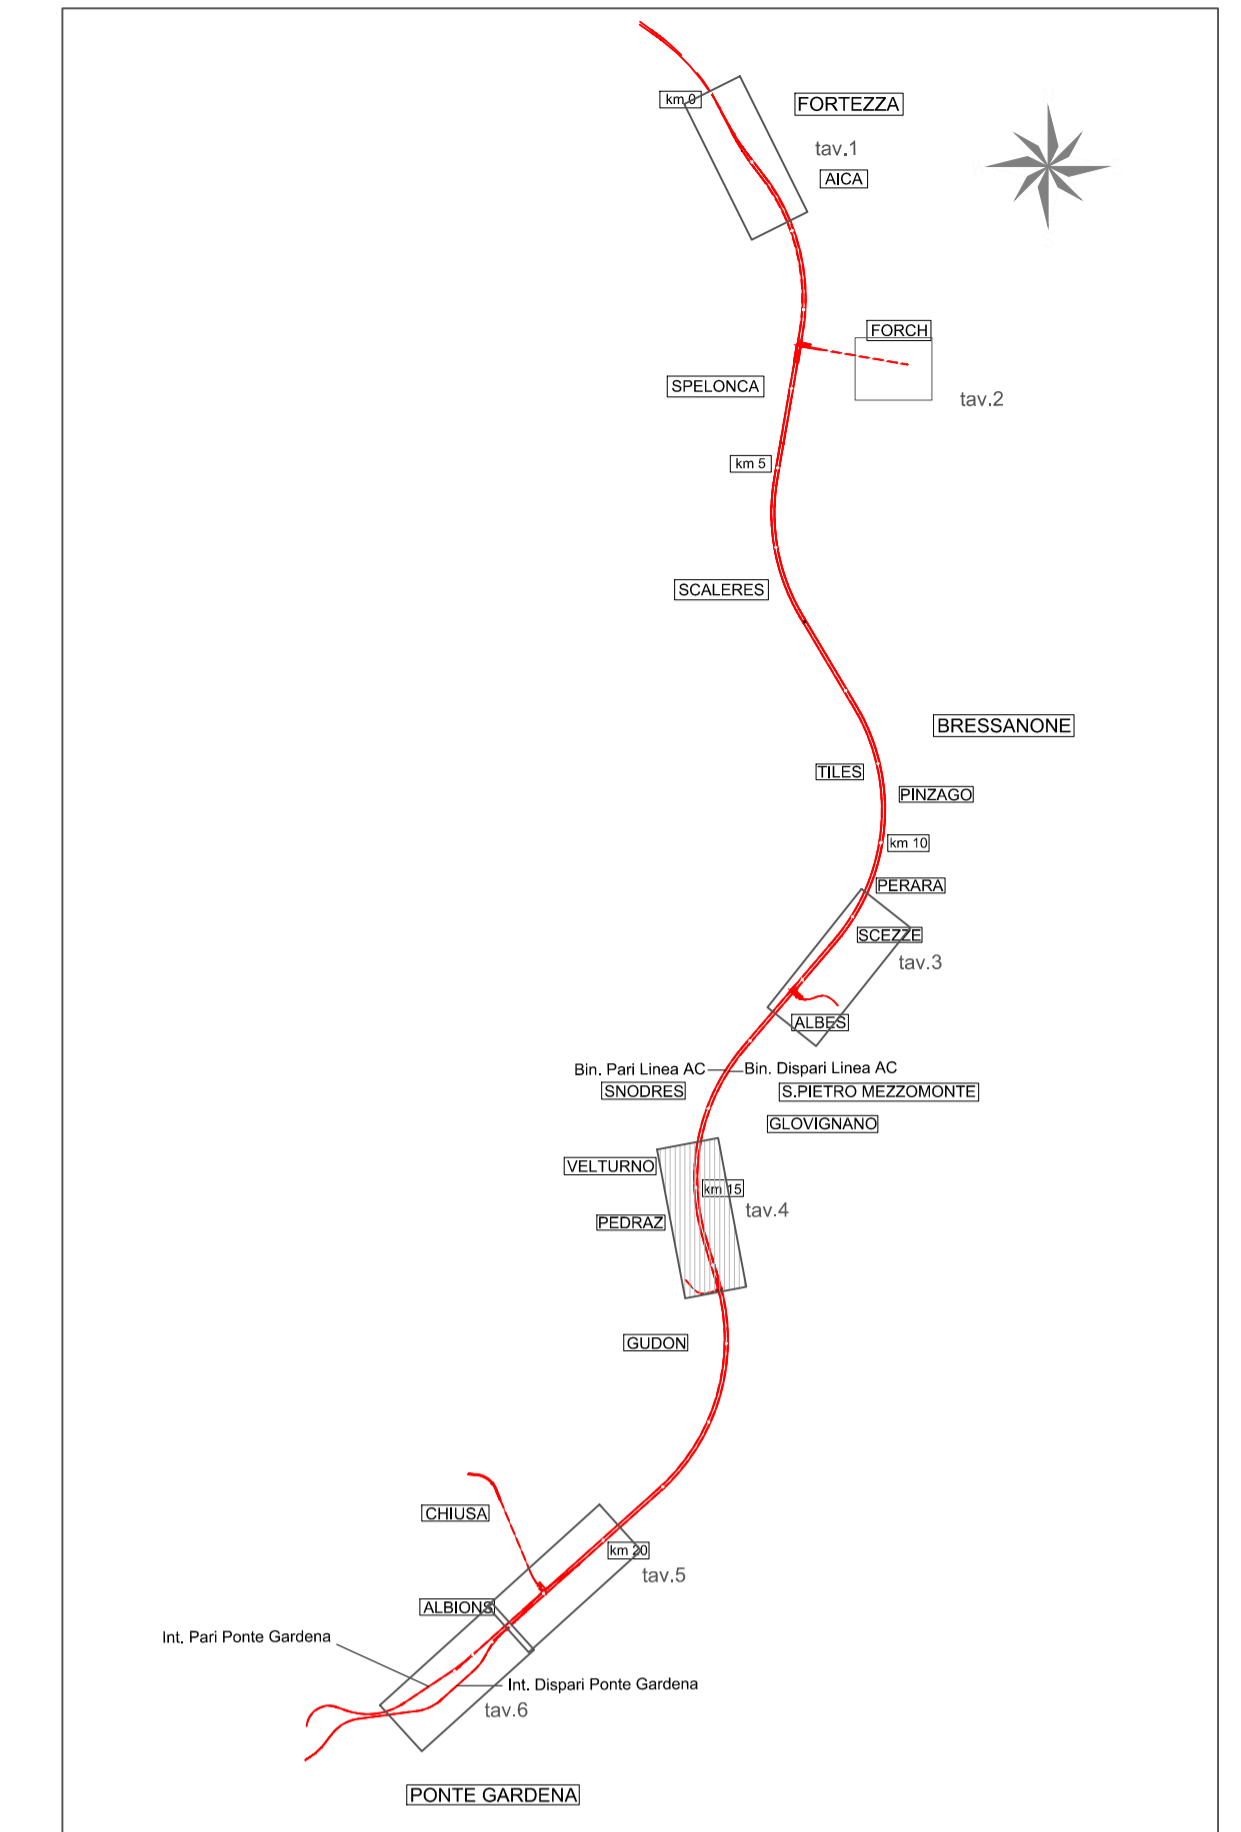 km 0
FORTEZZA
tav.1
AICA
FORCH
SPELONCA
tav.2
km 5
SCALERES
BRESSANONE
TILES
PINZAGO
km 10
PERARA
SCEZZE
tav.3
ALBES
Bin. Pari Linea AC
Bin. Dispari Linea AC
SNODRES
S.PIETRO MEZZOMONTE
GLOVIGNANO
VELTURNO
km 15
tav.4
PEDRAZ
GUDON
CHIUSA
km 20
tav.5
ALBIONS
Int. Pari Ponte Gardena
Int. Dispari Ponte Gardena
tav.6
PONTE GARDENA